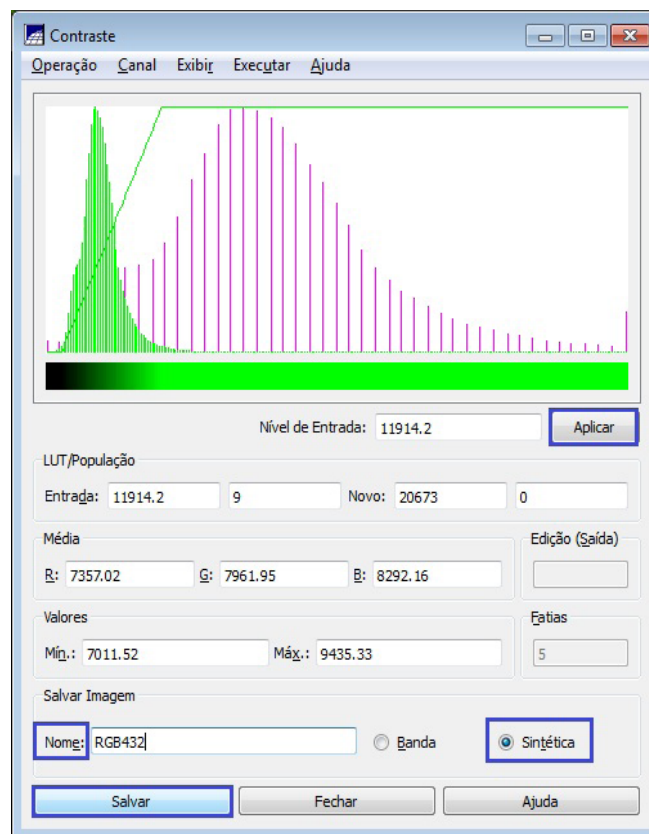 Contraste
Operação Canal Exibir Executar Ajuda
Nível de Entrada: 11914.2 Aplicar
LUT/População
Entrada: 11914.2 9 Novo: 20673 0
Média Edição (Saída)
R: 7357.02 G: 7961.95 B: 8292.16
Valores Fatias
Mín.: 7011.52 Máx.: 9435.33 5
Salvar Imagem
Nome: RGB432 Banda Sintética
Salvar Fechar Ajuda